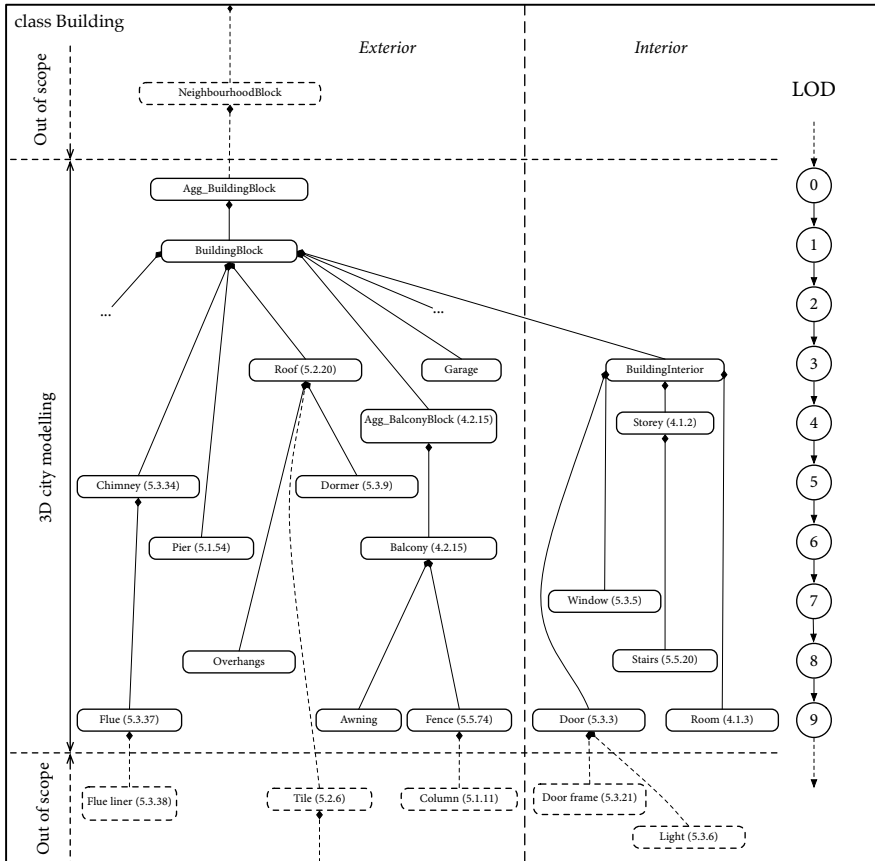 class Building
Exterior
Interior
Out of scope
NeighbourhoodBlock
LOD
3D city modelling
Agg_BuildingBlock
0
BuildingBlock
1
...
...
2
Roof (5.2.20)
Garage
BuildingInterior
3
Agg_BalconyBlock (4.2.15)
Storey (4.1.2)
4
Chimney (5.3.34)
Dormer (5.3.9)
5
Pier (5.1.54)
Balcony (4.2.15)
6
Window (5.3.5)
7
Overhangs
Stairs (5.5.20)
8
Flue (5.3.37)
Awning
Fence (5.5.74)
Door (5.3.3)
Room (4.1.3)
9
Out of scope
Flue liner (5.3.38)
Tile (5.2.6)
Column (5.1.11)
Door frame (5.3.21)
Light (5.3.6)